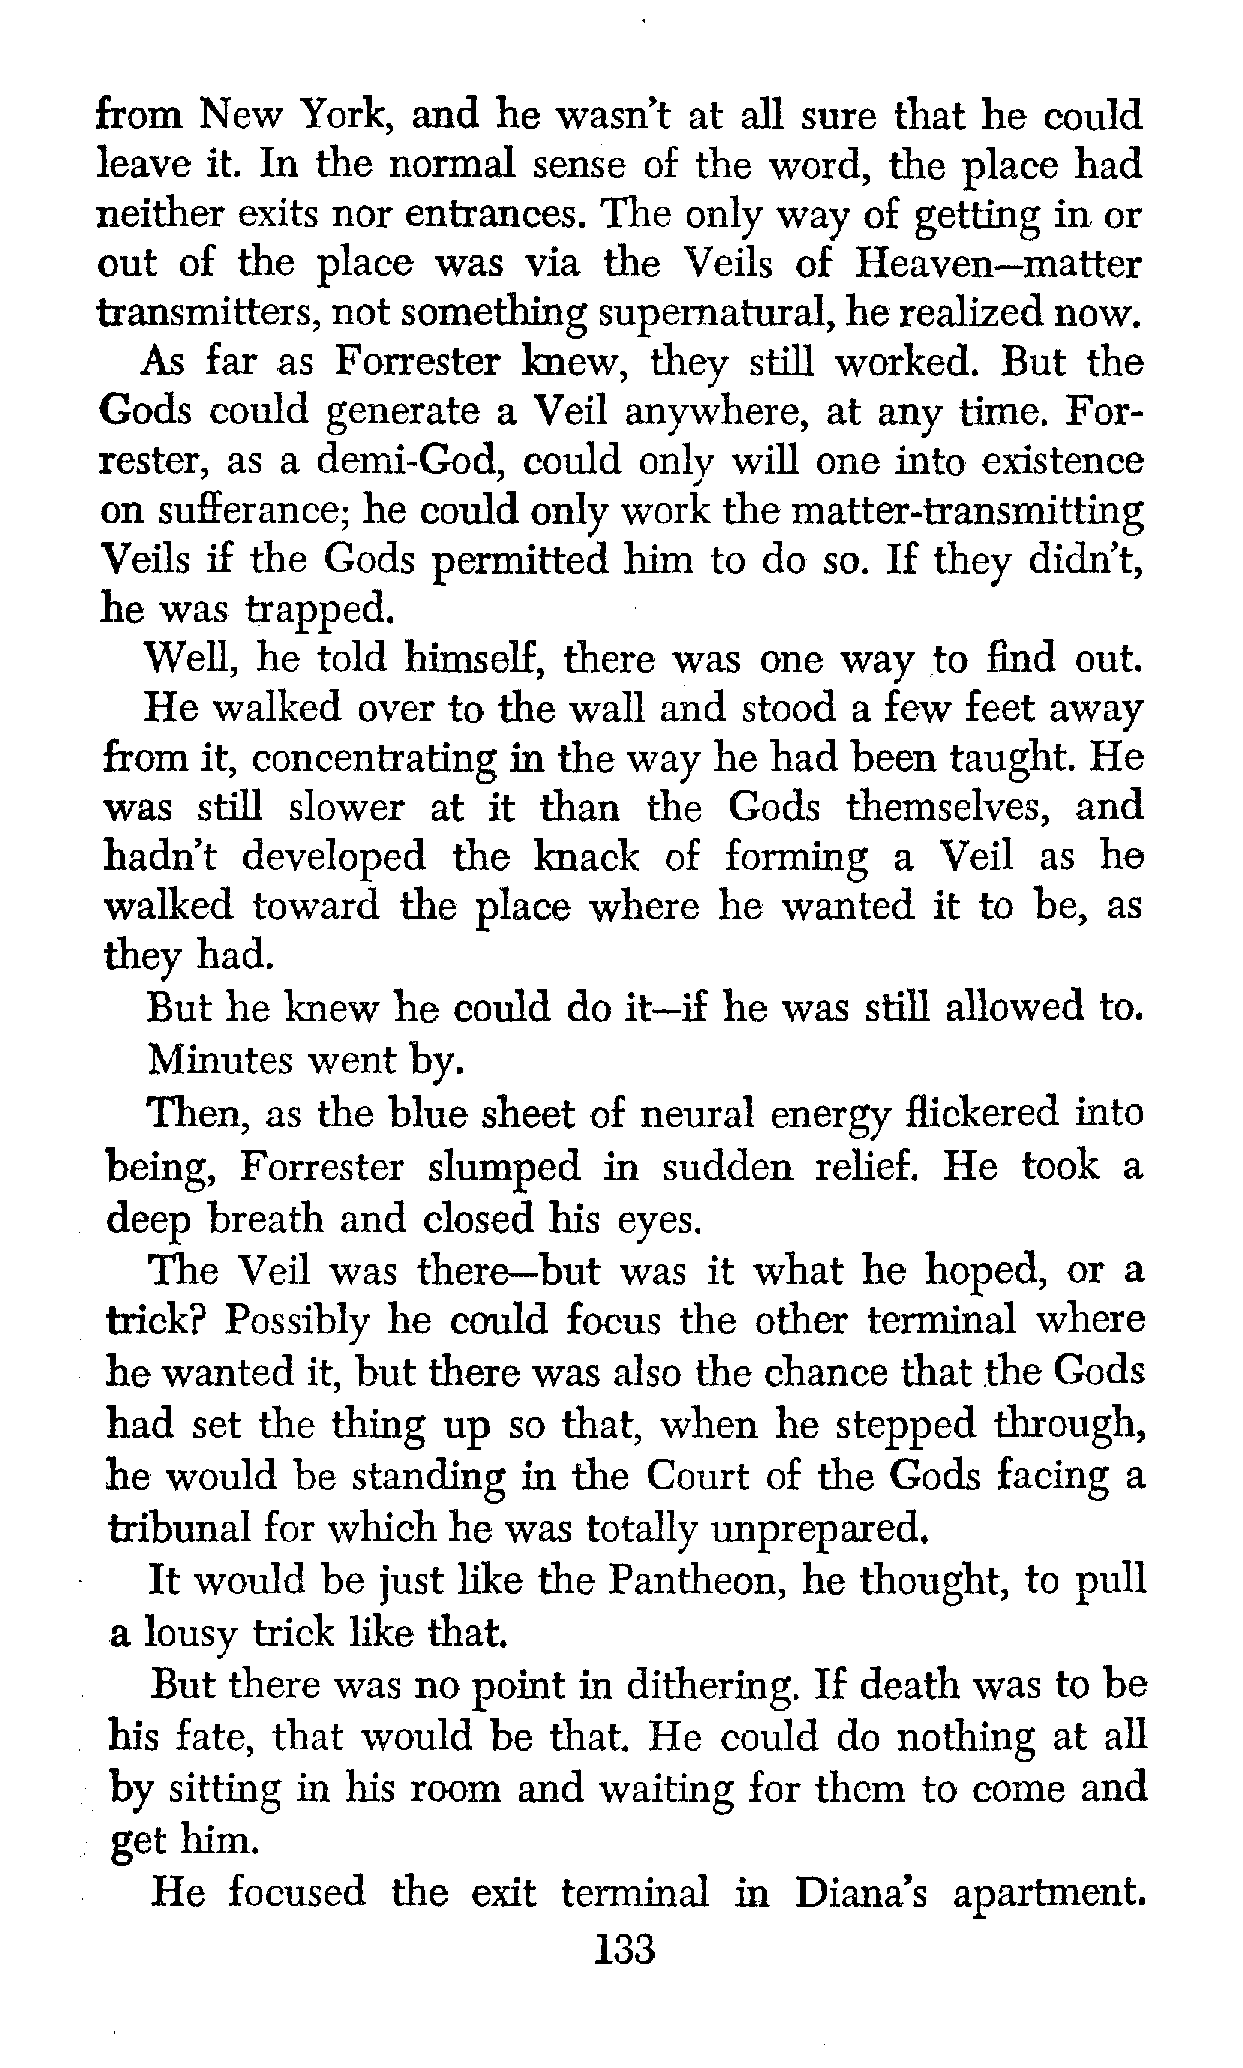 from New York, and he wasn't at all sure that he could
leave it. In the normal sense of the word, the place had
neither exits nor entrances. The only way of getting in or
out of the place was via the Veils of Heaven—matter
transmitters, not something supernatural, he realized now.
As far as Forrester knew, they still worked. But the
Gods could generate a Veil anywhere, at any time. For-
rester, as a demi-God, could only will one into existence
on sufferance; he could only work the matter-transmitting
Veils if the Gods permitted him to do so. If they didn't,
he was trapped.
Well, he told himself, there was one way to find out.
He walked over to the wall and stood a few feet away
from it, concentrating in the way he had been taught. He
was still slower at it than the Gods themselves, and
hadn't developed the knack of forming a Veil as he
walked toward the place where he wanted it to be, as
they had.
But he knew he could do it—if he was still allowed to.
Minutes went by.
Then, as the blue sheet of neural energy flickered into
being, Forrester slumped in sudden relief. He took a
deep breath and closed his eyes.
The Veil was there—but was it what he hoped, or a
trick? Possibly he could focus the other terminal where
he wanted it, but there was also the chance that the Gods
had set the thing up so that, when he stepped through,
he would be standing in the Court of the Gods facing a
tribunal for which he was totally unprepared.
It would be just like the Pantheon, he thought, to pull
a lousy trick like that.
But there was no point in dithering. If death was to be
his fate, that would be that. He could do nothing at all
by sitting in his room and waiting for them to come and
get him.
He focused the exit terminal in Diana's apartment.
133